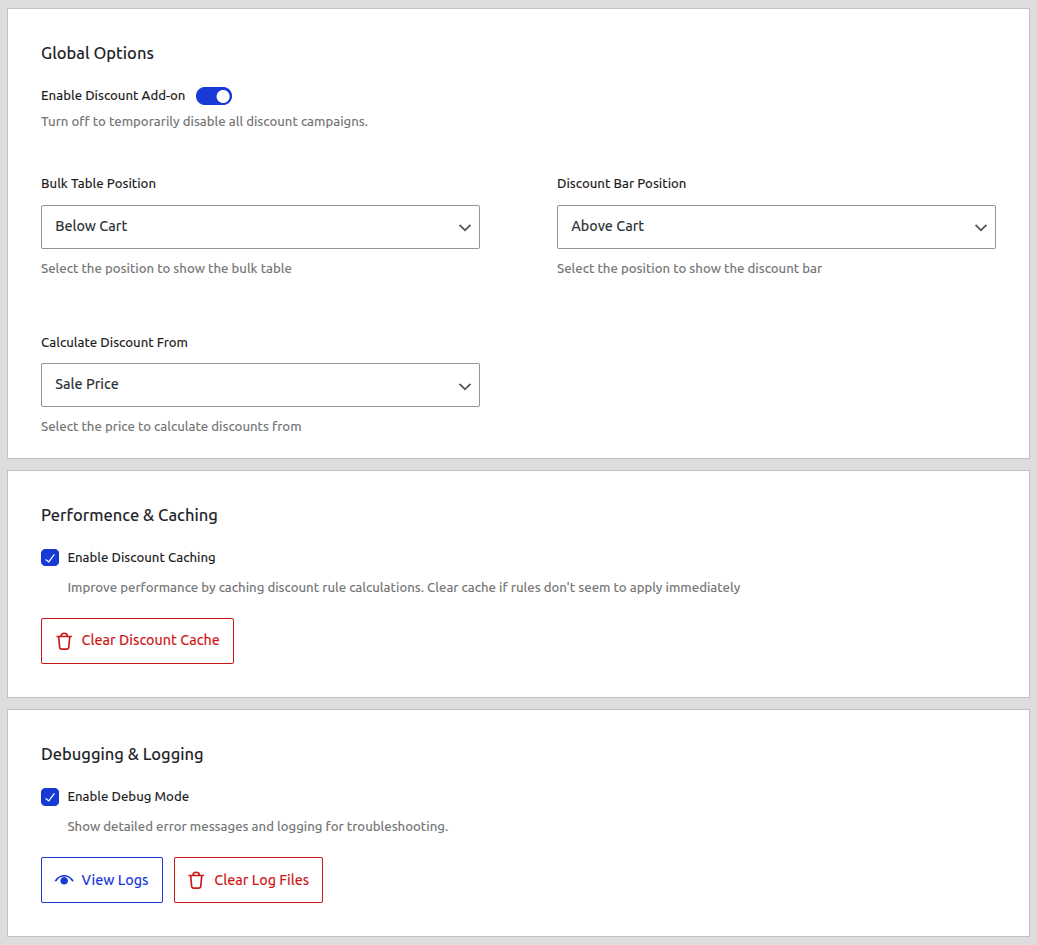 Global Options
Enable Discount Add-on
Turn off to temporarily disable all discount campaigns.
Bulk Table Position
Below Cart
Select the position to show the bulk table
Discount Bar Position
Above Cart
Select the position to show the discount bar
Calculate Discount From
Sale Price
Select the price to calculate discounts from
Performence & Caching
Enable Discount Caching
Improve performance by caching discount rule calculations. Clear cache if rules don't seem to apply immediately
Clear Discount Cache
Debugging & Logging
Enable Debug Mode
Show detailed error messages and logging for troubleshooting.
View Logs
Clear Log Files